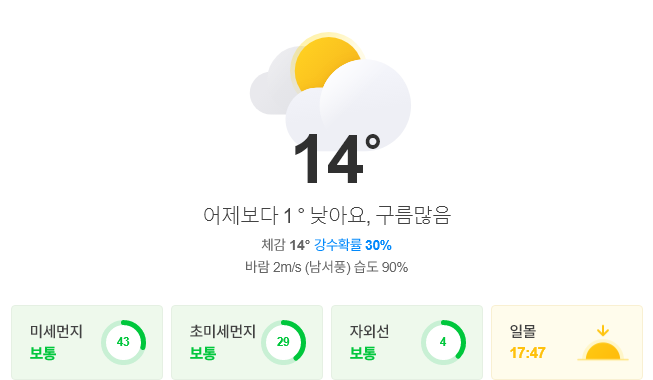 14°
어제보다 1° 낮아요, 구름많음
체감 14° 강수확률 30%
바람 2m/s (남서풍) 습도 90%
미세먼지
보통
43
초미세먼지
보통
29
자외선
보통
4
일몰
17:47